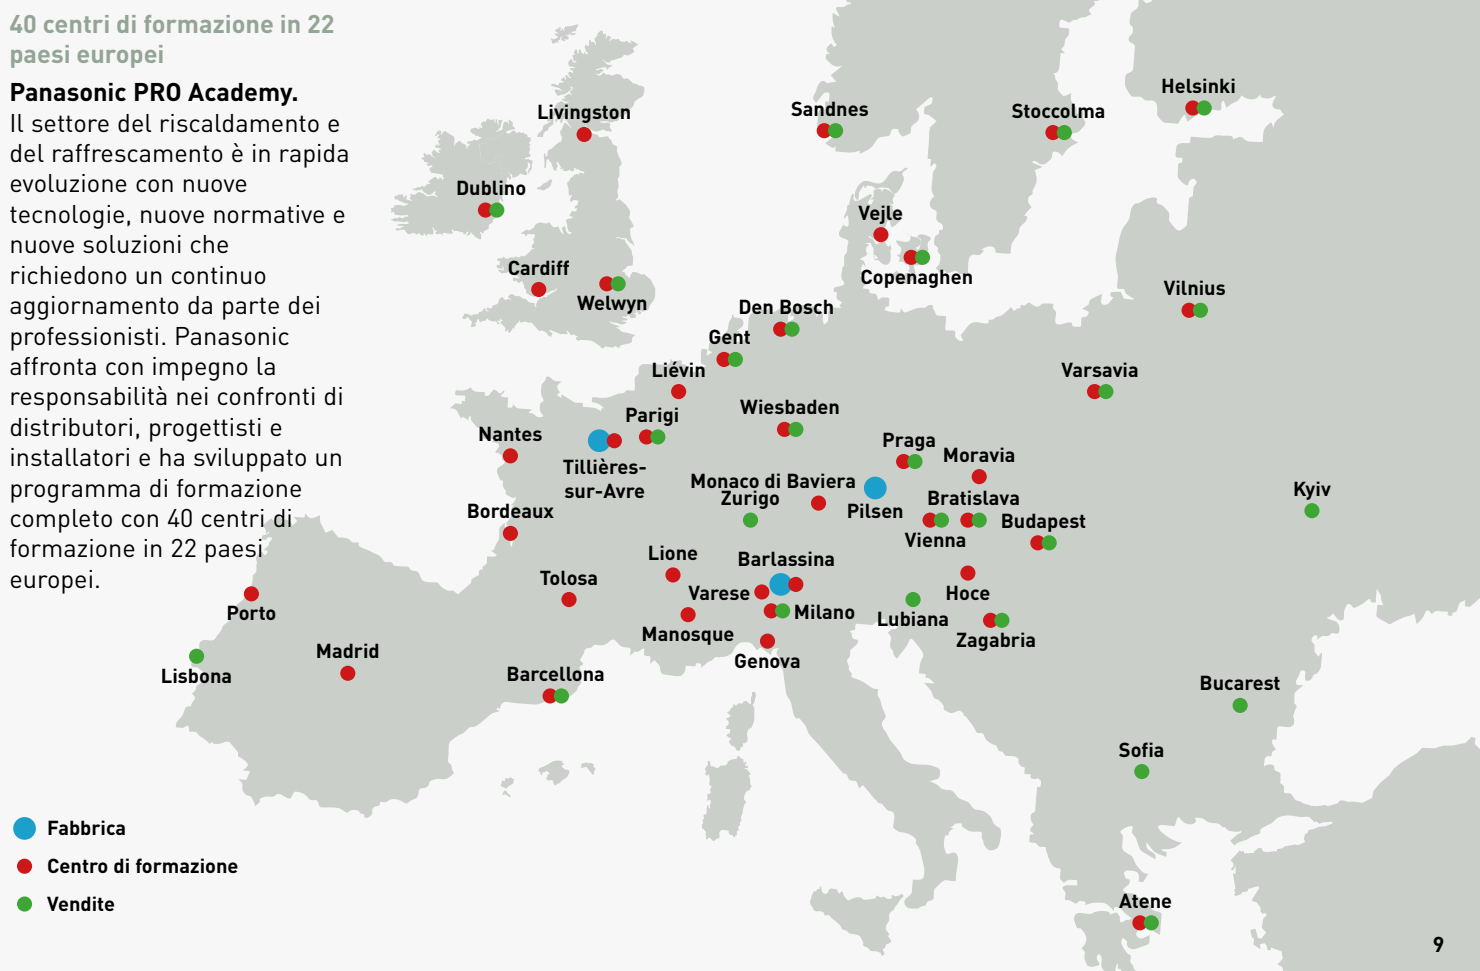 40 centri di formazione in 22
paesi europei
Panasonic PRO Academy.
Il settore del riscaldamento e
del raffrescamento è in rapida
evoluzione con nuove
tecnologie, nuove normative e
nuove soluzioni che
richiedono un continuo
aggiornamento da parte dei
professionisti. Panasonic
affronta con impegno la
responsabilità nei confronti di
distributori, progettisti e
installatori e ha sviluppato un
programma di formazione
completo con 40 centri di
formazione in 22 paesi
europei.
Helsinki
Sandnes
Stoccolma
Livingston
Dublino
Vejle
Cardiff
Copenaghen
Welwyn
Vilnius
Den Bosch
Gent
Liévin
Varsavia
Wiesbaden
Parigi
Nantes
Praga
Moravia
Tillières-
sur-Avre
Monaco di Baviera
Zurigo
Pilsen
Bratislava
Kyiv
Bordeaux
Budapest
Vienna
Lione
Barlassina
Tolosa
Varese
Hoce
Porto
Milano
Lubiana
Manosque
Zagabria
Madrid
Genova
Lisbona
Barcellona
Bucarest
Sofia
Fabbrica
Centro di formazione
Vendite
Atene
9